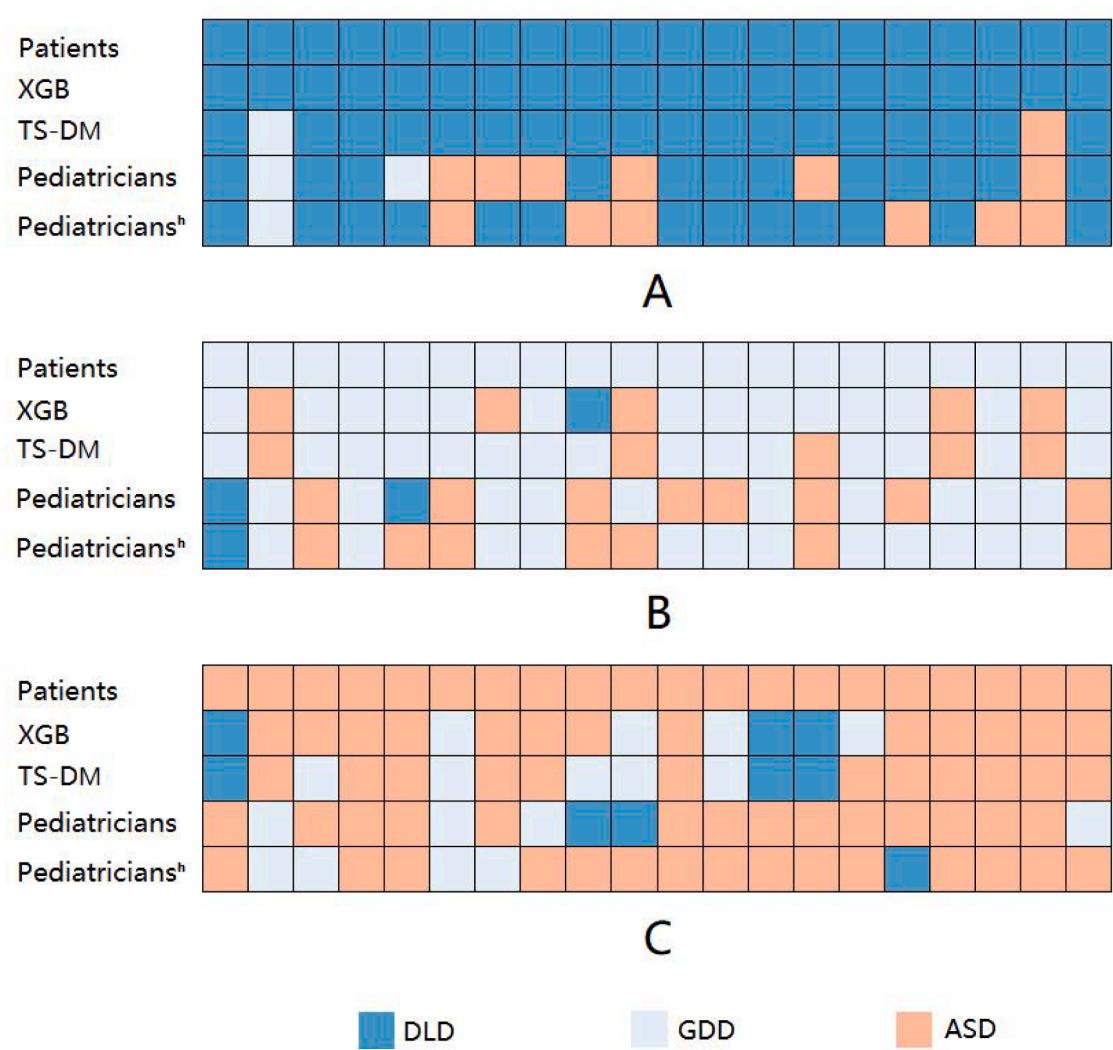 Patients
XGB
TS-DM
Pediatricians
Pediatriciansʰ
A
Patients
XGB
TS-DM
Pediatricians
Pediatriciansʰ
B
Patients
XGB
TS-DM
Pediatricians
Pediatriciansʰ
C
DLD GDD ASD